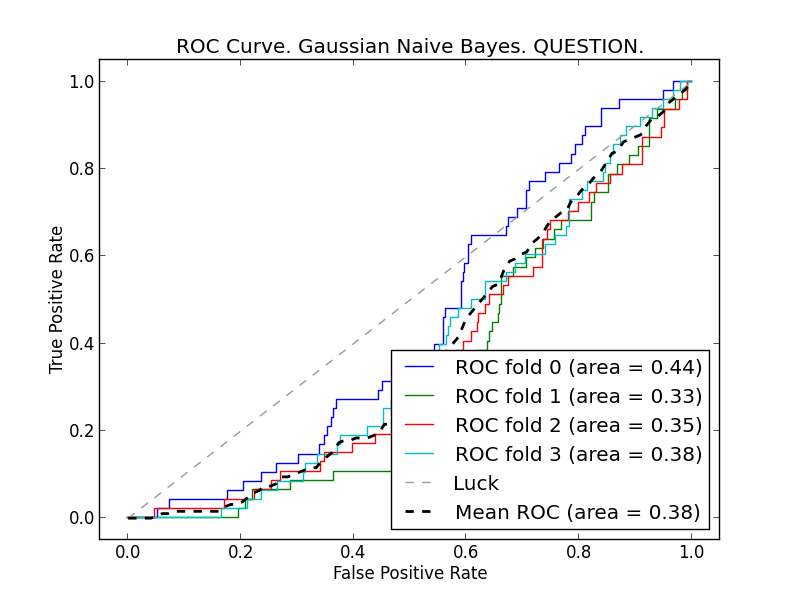 ROC Curve. Gaussian Naive Bayes. QUESTION.
True Positive Rate
1.0
0.8
0.6
0.4
0.2
0.0
ROC fold 0 (area = 0.44)
ROC fold 1 (area = 0.33)
ROC fold 2 (area = 0.35)
ROC fold 3 (area = 0.38)
Luck
Mean ROC (area = 0.38)
0.0 0.2 0.4 0.6 0.8 1.0
False Positive Rate